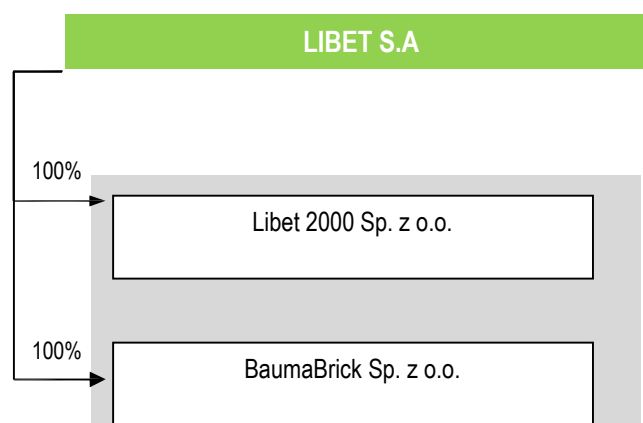 LIBET S.A
100%
Libet 2000 Sp. z o.o.
100%
BaumaBrick Sp. z o.o.